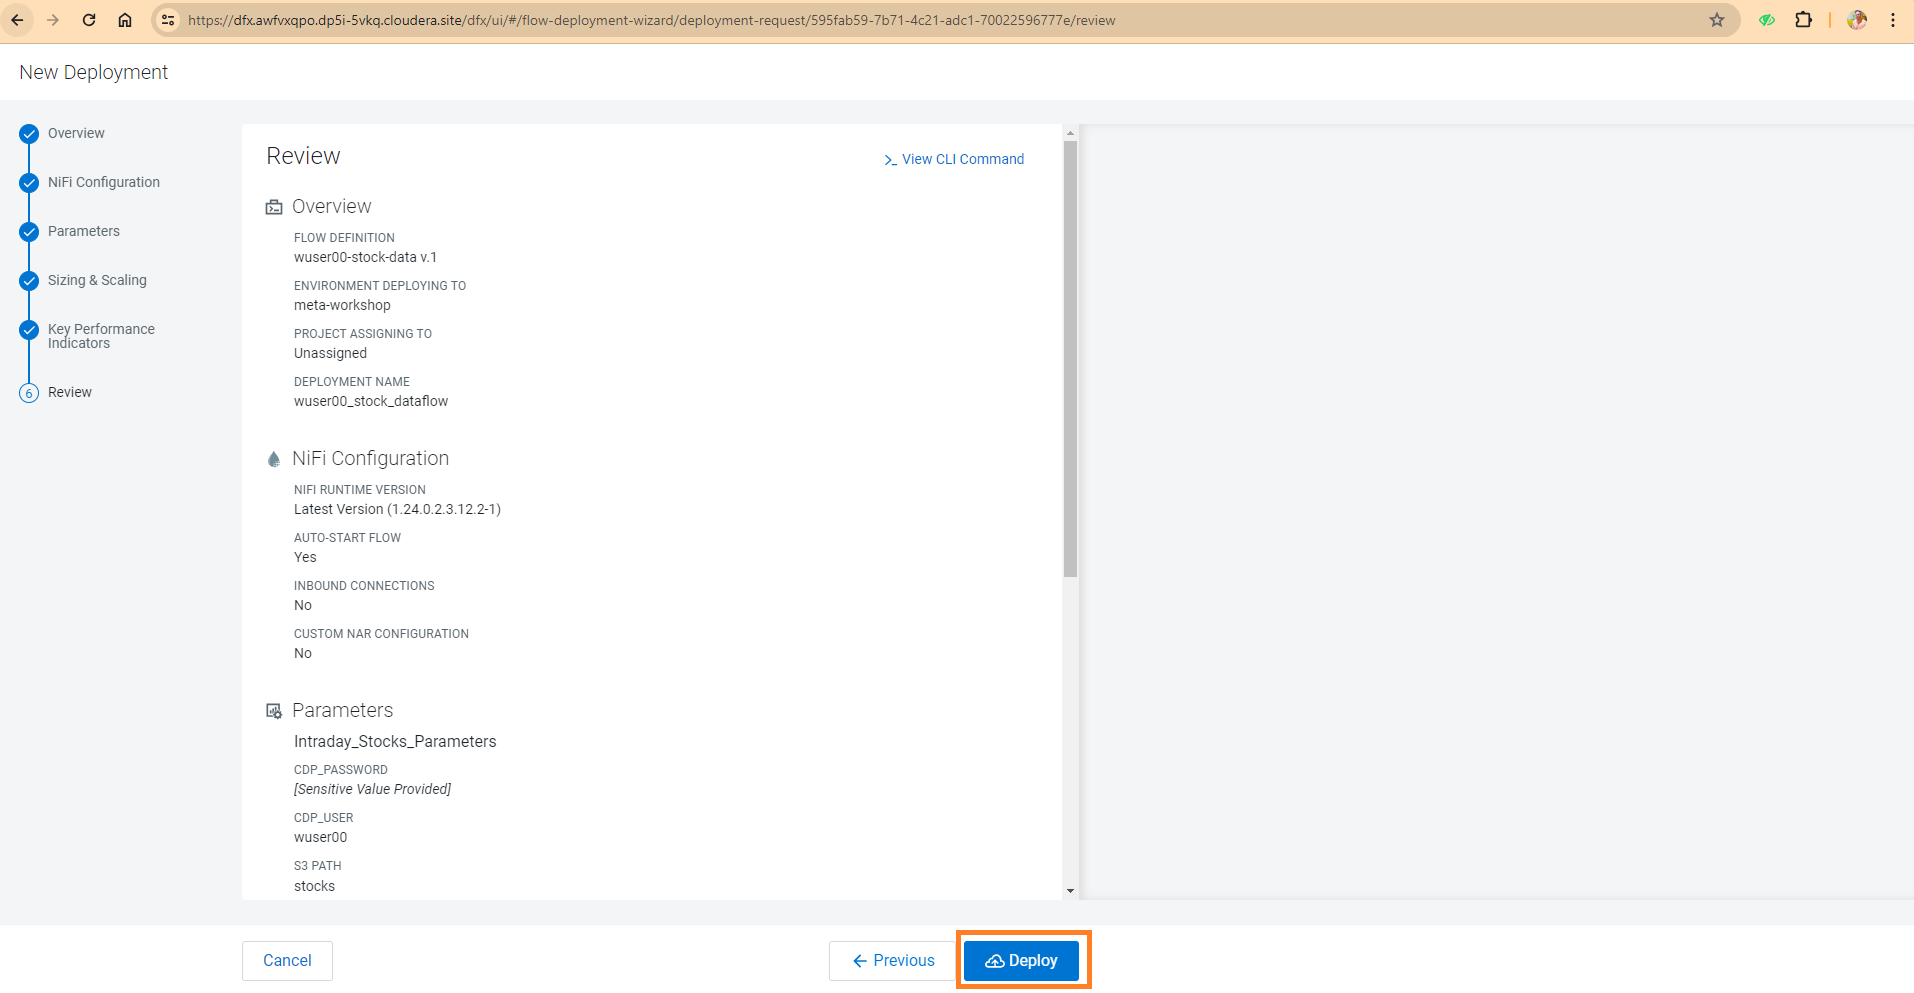 https://dfx.awfvxqpo.dp5i-5vkq.cloudera.site/dfx/ui/#/flow-deployment-wizard/deployment-request/595fab59-7b71-4c21-adc1-70022596777e/review
New Deployment
Overview
NiFi Configuration
Parameters
Sizing & Scaling
Key Performance
Indicators
6 Review
Review
>_ View CLI Command
Overview
FLOW DEFINITION
wuser00-stock-data v.1
ENVIRONMENT DEPLOYING TO
meta-workshop
PROJECT ASSIGNING TO
Unassigned
DEPLOYMENT NAME
wuser00_stock_dataflow
NiFi Configuration
NIFI RUNTIME VERSION
Latest Version (1.24.0.2.3.12.2-1)
AUTO-START FLOW
Yes
INBOUND CONNECTIONS
No
CUSTOM NAR CONFIGURATION
No
Parameters
Intraday_Stocks_Parameters
CDP_PASSWORD
[Sensitive Value Provided]
CDP_USER
wuser00
S3 PATH
stocks
Cancel
Previous
Deploy